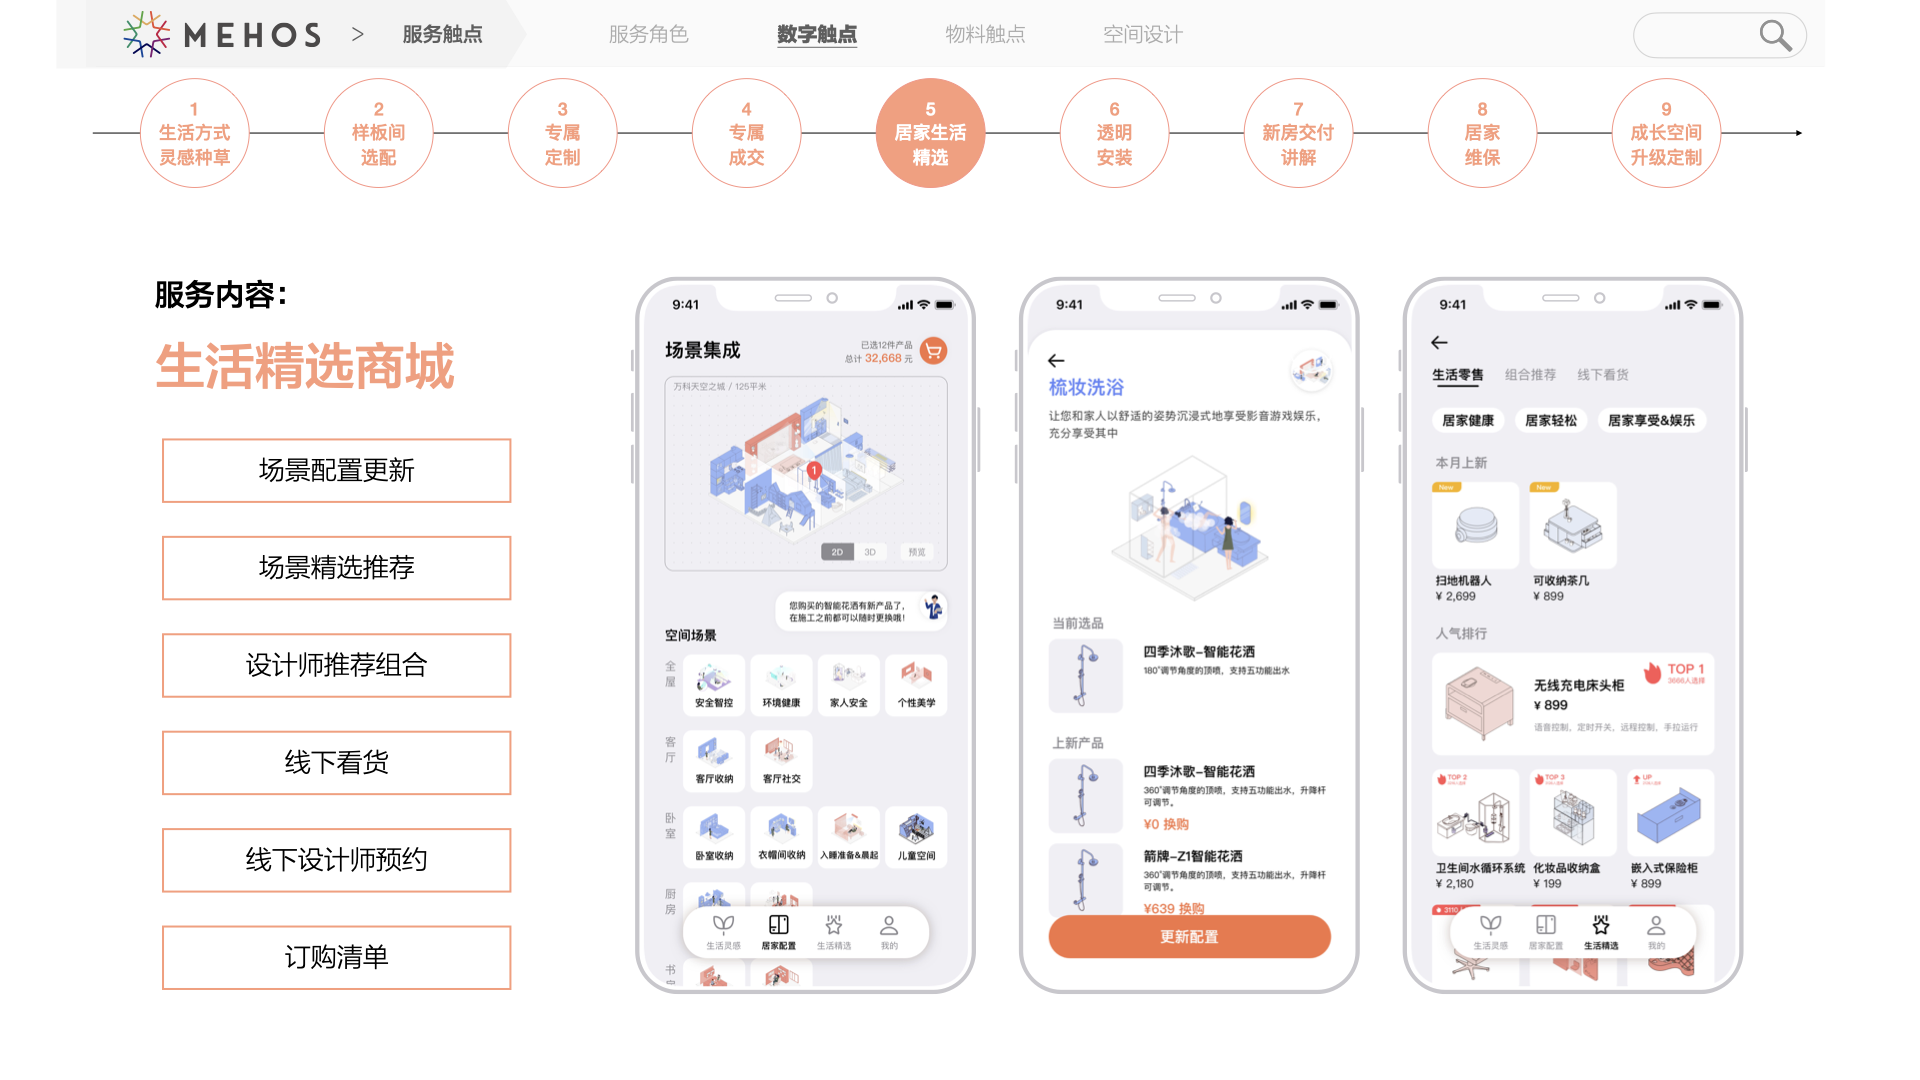 MEHOS > 服务触点 服务角色 数字触点 物料触点 空间设计
1
生活方式
灵感种草
2
样板间
选配
3
专属
定制
4
专属
成交
5
居家生活
精选
6
透明
安装
7
新房交付
讲解
8
居家
维保
9
成长空间
升级定制
服务内容：
生活精选商城
场景配置更新
场景精选推荐
设计师推荐组合
线下看货
线下设计师预约
订购清单
9:41
场景集成
已选12件产品
总计 32,668 元
万科天空之城 / 125平米
1
2D 3D 预览
您购买的智能花洒有新产品了，
在施工之前都可以随时更换哦！
空间场景
全屋
安全智控 环境健康 家人安全 个性美学
客厅
客厅收纳 客厅社交
卧室
卧室收纳 衣帽间收纳 入睡准备&晨起 儿童空间
厨房
生活灵感 居家配置 生活精选 我的
书
9:41
梳妆洗浴
让您和家人以舒适的姿势沉浸式地享受影音游戏娱乐，
充分享受其中
当前选品
四季沐歌-智能花洒
180°调节角度的顶喷，支持五功能出水
上新产品
四季沐歌-智能花洒
360°调节角度的顶喷，支持五功能出水，升降杆
可调节。
¥0 换购
箭牌-Z1智能花洒
360°调节角度的顶喷，支持五功能出水，升降杆
可调节。
¥639 换购
更新配置
9:41
生活零售 组合推荐 线下看货
居家健康 居家轻松 居家享受&娱乐
本月上新
New New
扫地机器人 可收纳茶几
¥ 2,699 ¥ 899
人气排行
TOP 1
3666人选择
无线充电床头柜
¥ 899
语音控制、定时开关、远程控制、手拉运行
TOP 2 TOP 3 UP
卫生间水循环系统 化妆品收纳盒 嵌入式保险柜
¥ 2,180 ¥ 199 ¥ 899
生活灵感 居家配置 生活精选 我的